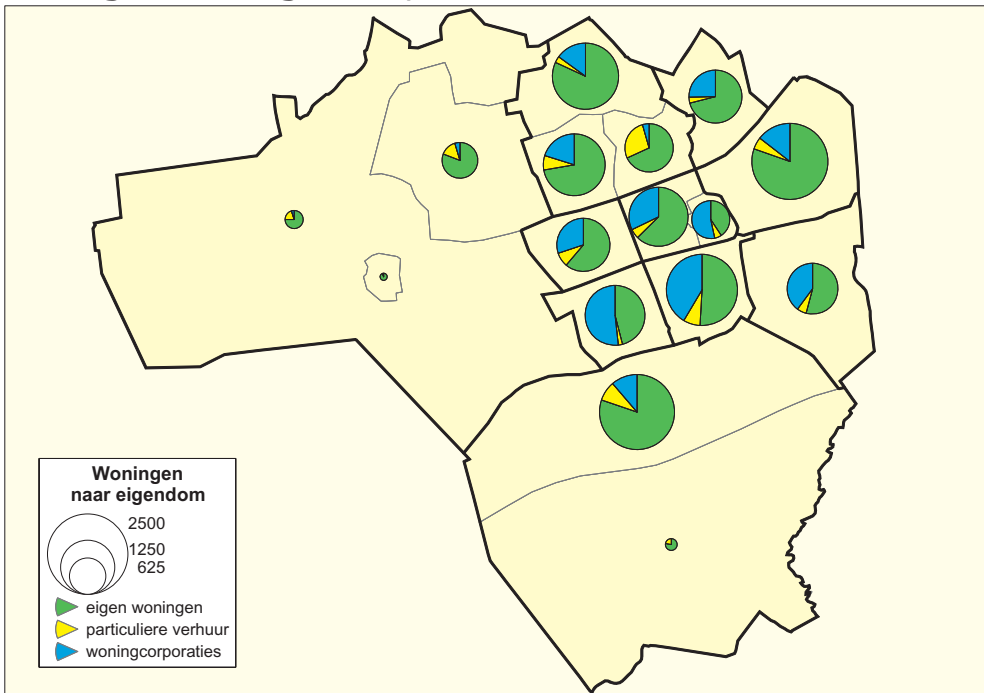 Woningen
naar eigendom
2500
1250
625
eigen woningen
particuliere verhuur
woningcorporaties